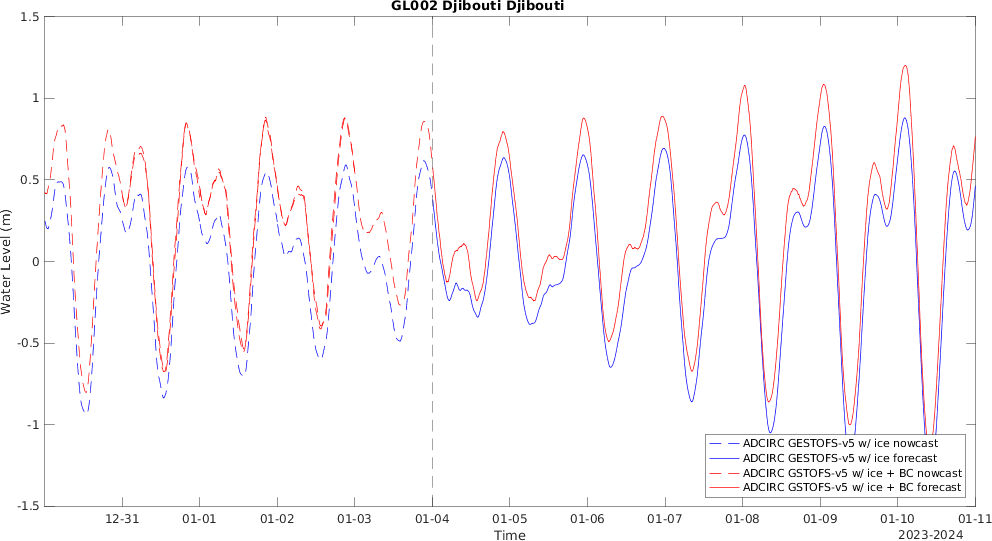 GL002 Djibouti Djibouti
1.5
1
0.5
0
-0.5
-1
-1.5
Water Level (m)
12-31
01-01
01-02
01-03
01-04
01-05
01-06
01-07
01-08
01-09
01-10
01-11
Time
2023-2024
ADCIRC GESTOFS-v5 w/ ice nowcast
ADCIRC GESTOFS-v5 w/ ice forecast
ADCIRC GSTOFS-v5 w/ ice + BC nowcast
ADCIRC GSTOFS-v5 w/ ice + BC forecast